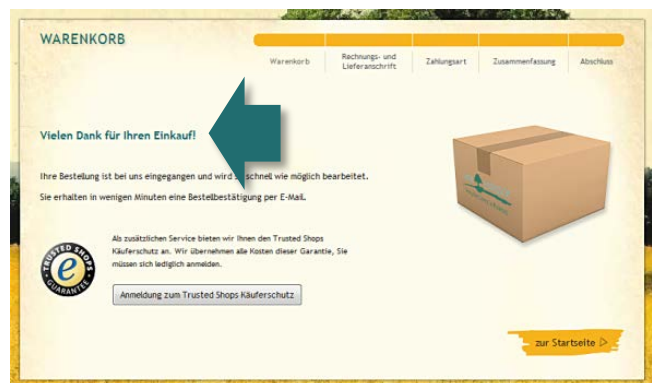 WARENKORB
Warenkorb
Rechnungs- und
Lieferanschrift
Zahlungsart
Zusammenfassung
Abschluss
Vielen Dank für Ihren Einkauf!
Ihre Bestellung ist bei uns eingegangen und wird so schnell wie möglich bearbeitet.
Sie erhalten in wenigen Minuten eine Bestellbestätigung per E-Mail.
Als zusätzlichen Service bieten wir Ihnen den Trusted Shops
Käuferschutz an. Wir übernehmen alle Kosten dieser Garantie, Sie
müssen sich lediglich anmelden.
TRUSTED SHOPS
e
GUARANTEE
Anmeldung zum Trusted Shops Käuferschutz
zur Startseite